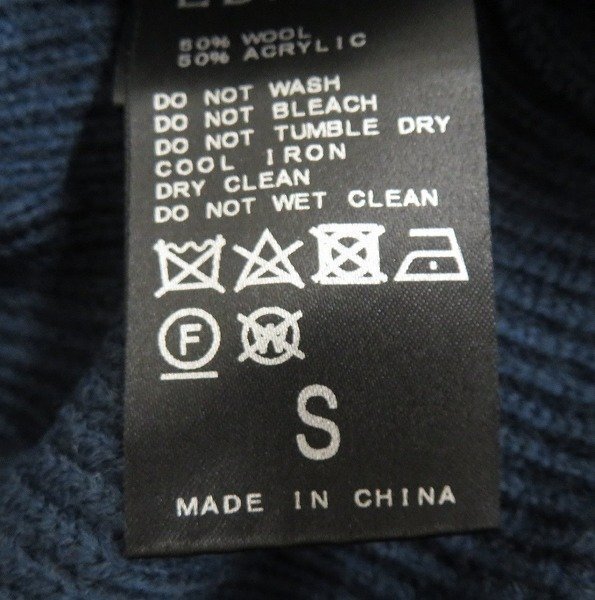 50% WOOL
50% ACRYLIC
DO NOT WASH
DO NOT BLEACH
DO NOT TUMBLE DRY
COOL IRON
DRY CLEAN
DO NOT WET CLEAN
F W
S
MADE IN CHINA